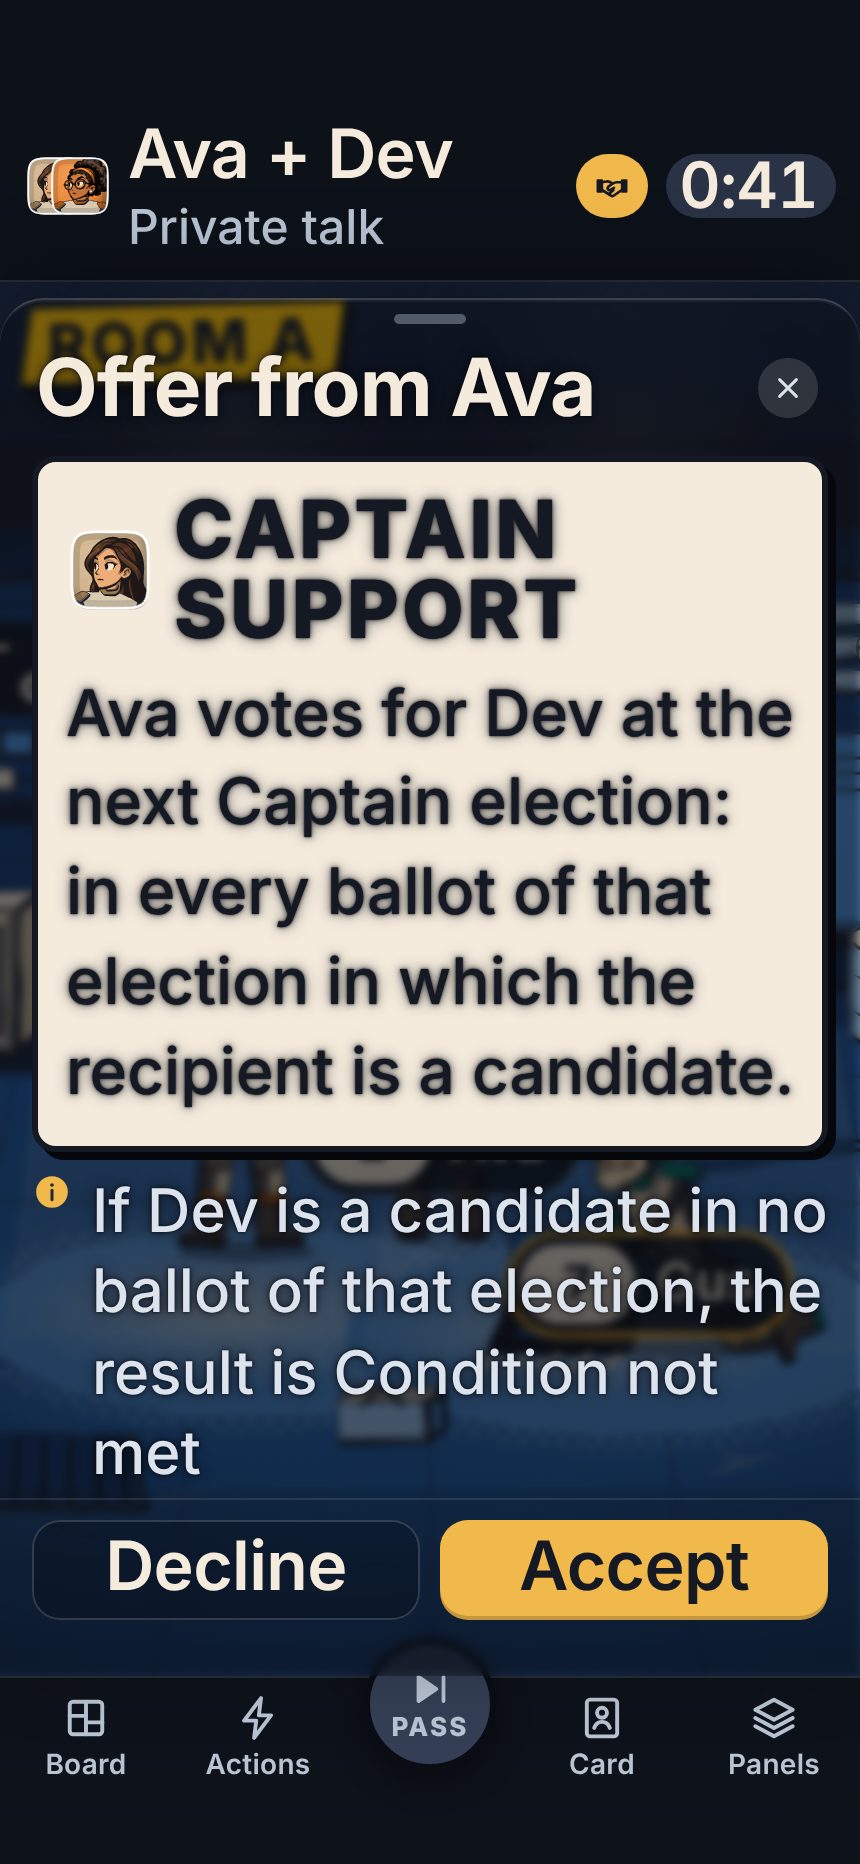 Ava + Dev
Private talk
0:41
ROOM A
Offer from Ava
CAPTAIN
SUPPORT
Ava votes for Dev at the
next Captain election:
in every ballot of that
election in which the
recipient is a candidate.
If Dev is a candidate in no
ballot of that election, the
result is Condition not
met
Decline
Accept
PASS
Board
Actions
Card
Panels